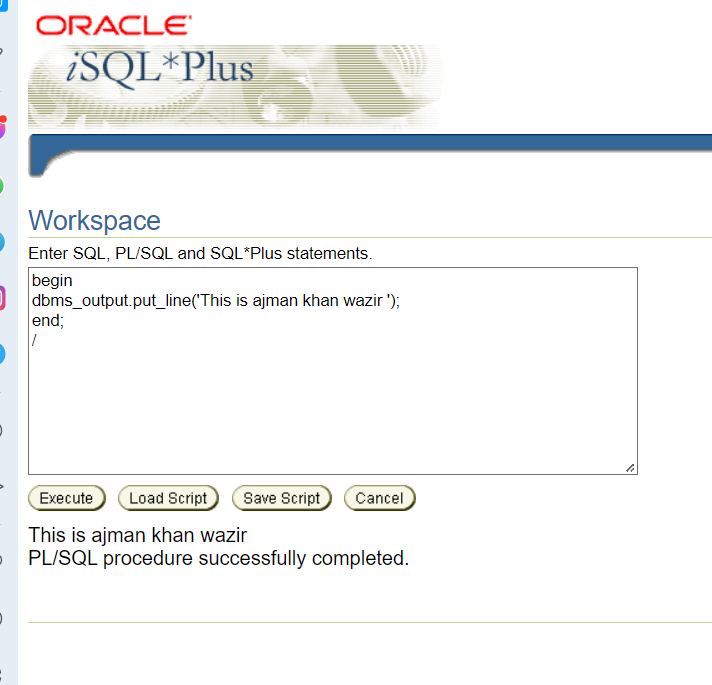 ORACLE
iSQL*Plus
Workspace
Enter SQL, PL/SQL and SQL*Plus statements.
begin
dbms_output.put_line('This is ajman khan wazir ');
end;
/
Execute Load Script Save Script Cancel
This is ajman khan wazir
PL/SQL procedure successfully completed.